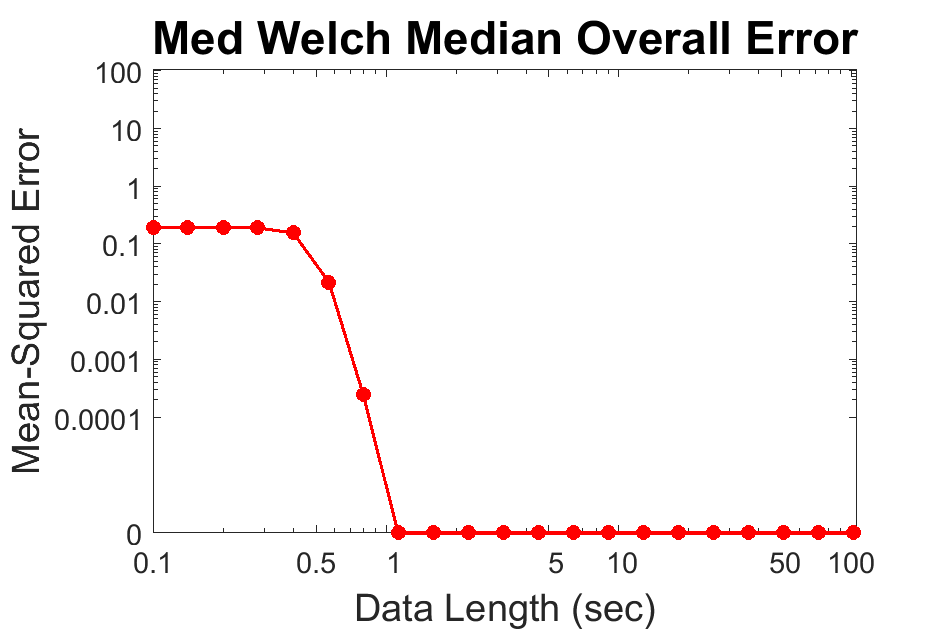 Med Welch Median Overall Error
100
10
1
0.1
0.01
0.001
0.0001
0
Mean-Squared Error
0.1 0.5 1 5 10 50 100
Data Length (sec)